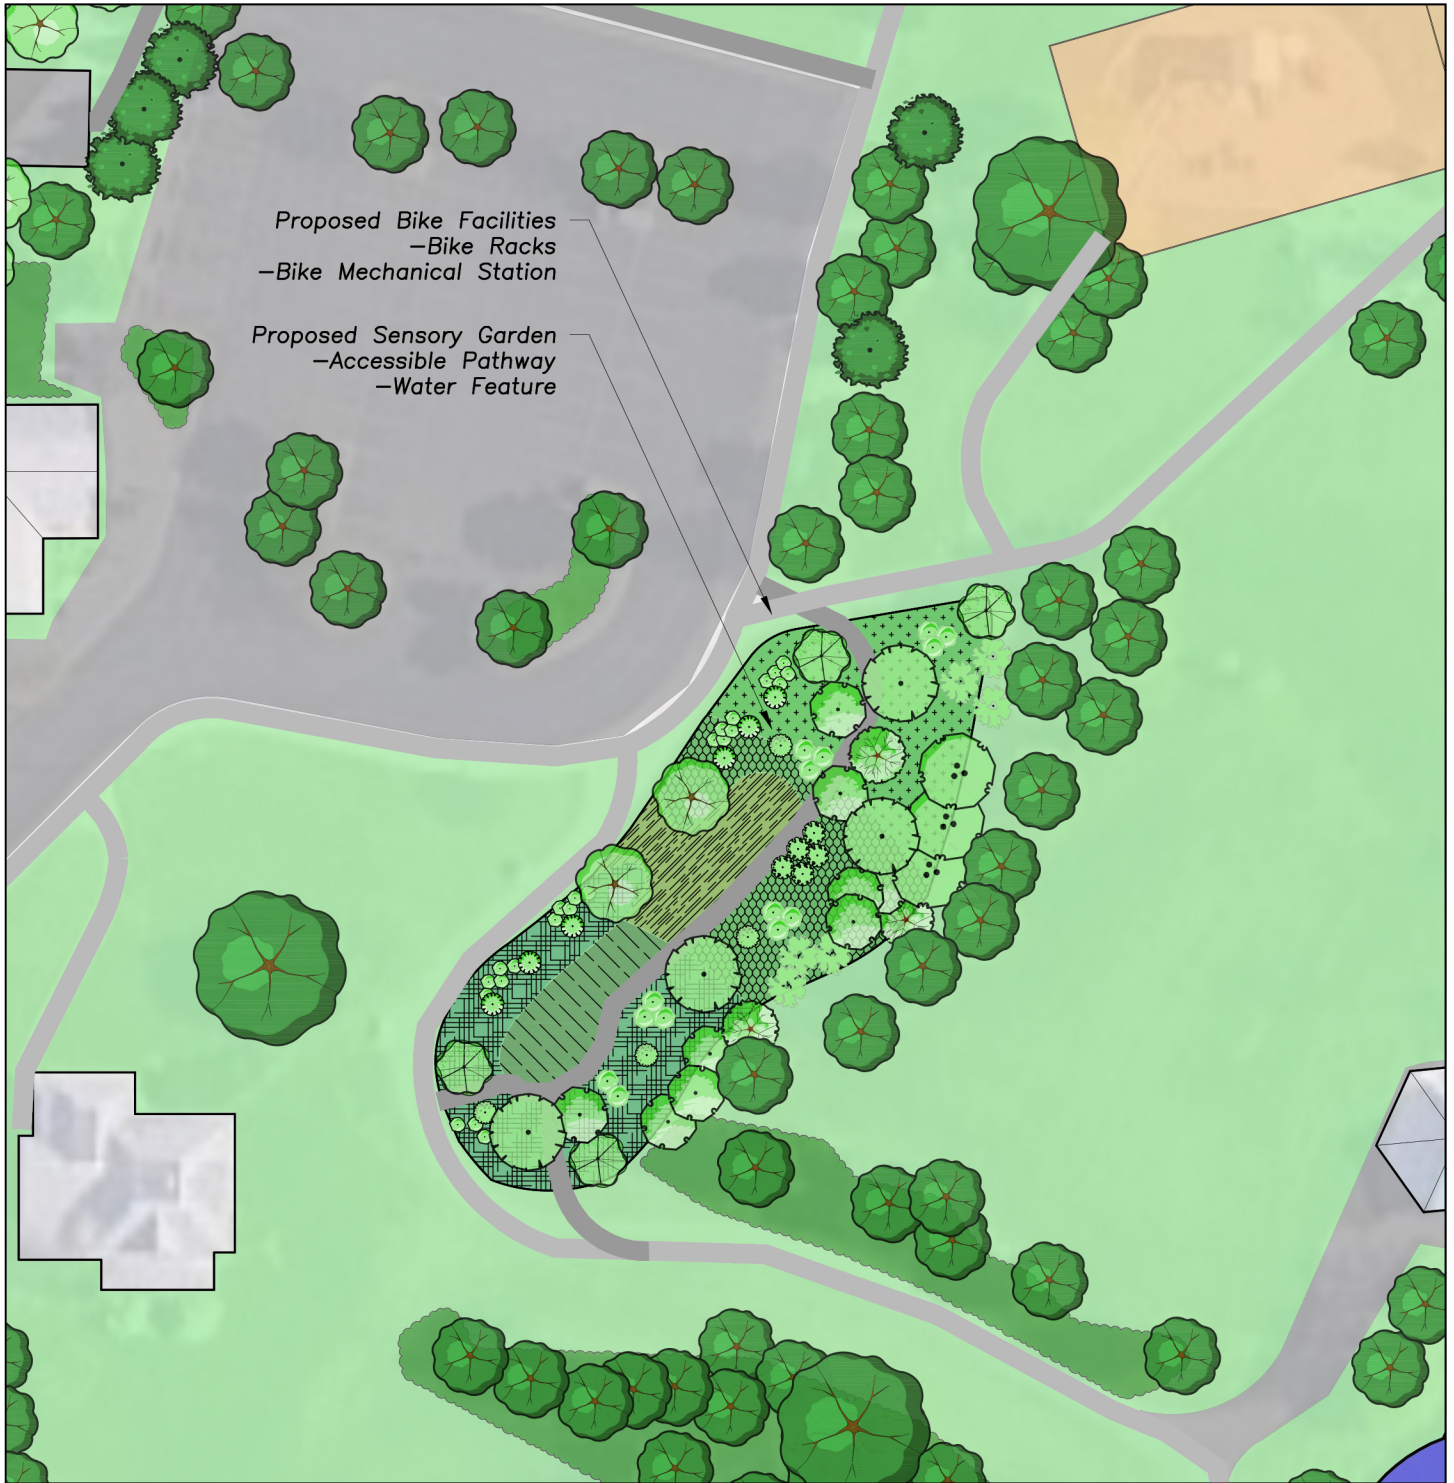 Proposed Bike Facilities
-Bike Racks
-Bike Mechanical Station
Proposed Sensory Garden
-Accessible Pathway
-Water Feature